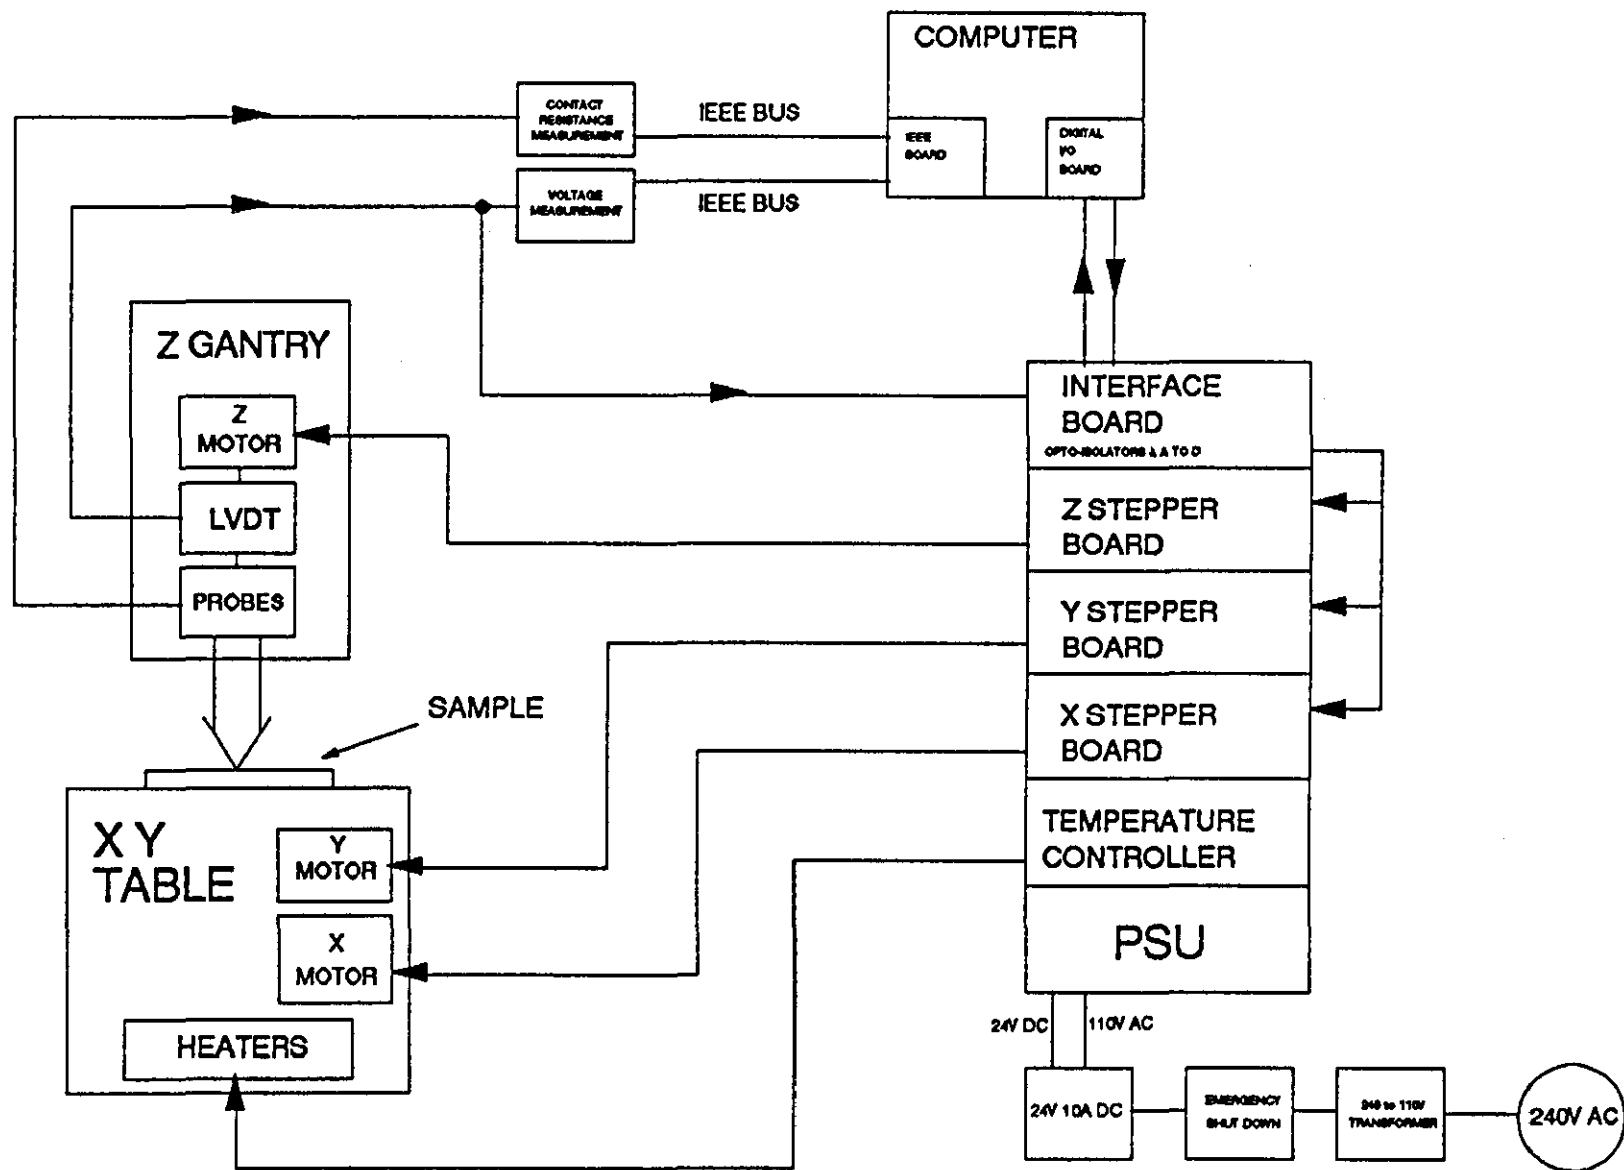 COMPUTER
CONTACT
RESISTANCE
MEASUREMENT
IEEE BUS
IEEE
BOARD
DIGITAL
I/O
BOARD
VOLTAGE
MEASUREMENT
IEEE BUS
Z GANTRY
Z
MOTOR
LVDT
PROBES
INTERFACE
BOARD
OPTO-ISOLATORS & A TO D
Z STEPPER
BOARD
Y STEPPER
BOARD
X STEPPER
BOARD
TEMPERATURE
CONTROLLER
PSU
SAMPLE
X Y
TABLE
Y
MOTOR
X
MOTOR
HEATERS
24V DC
110V AC
24V 10A DC
EMERGENCY
SHUT DOWN
240 to 110V
TRANSFORMER
240V AC